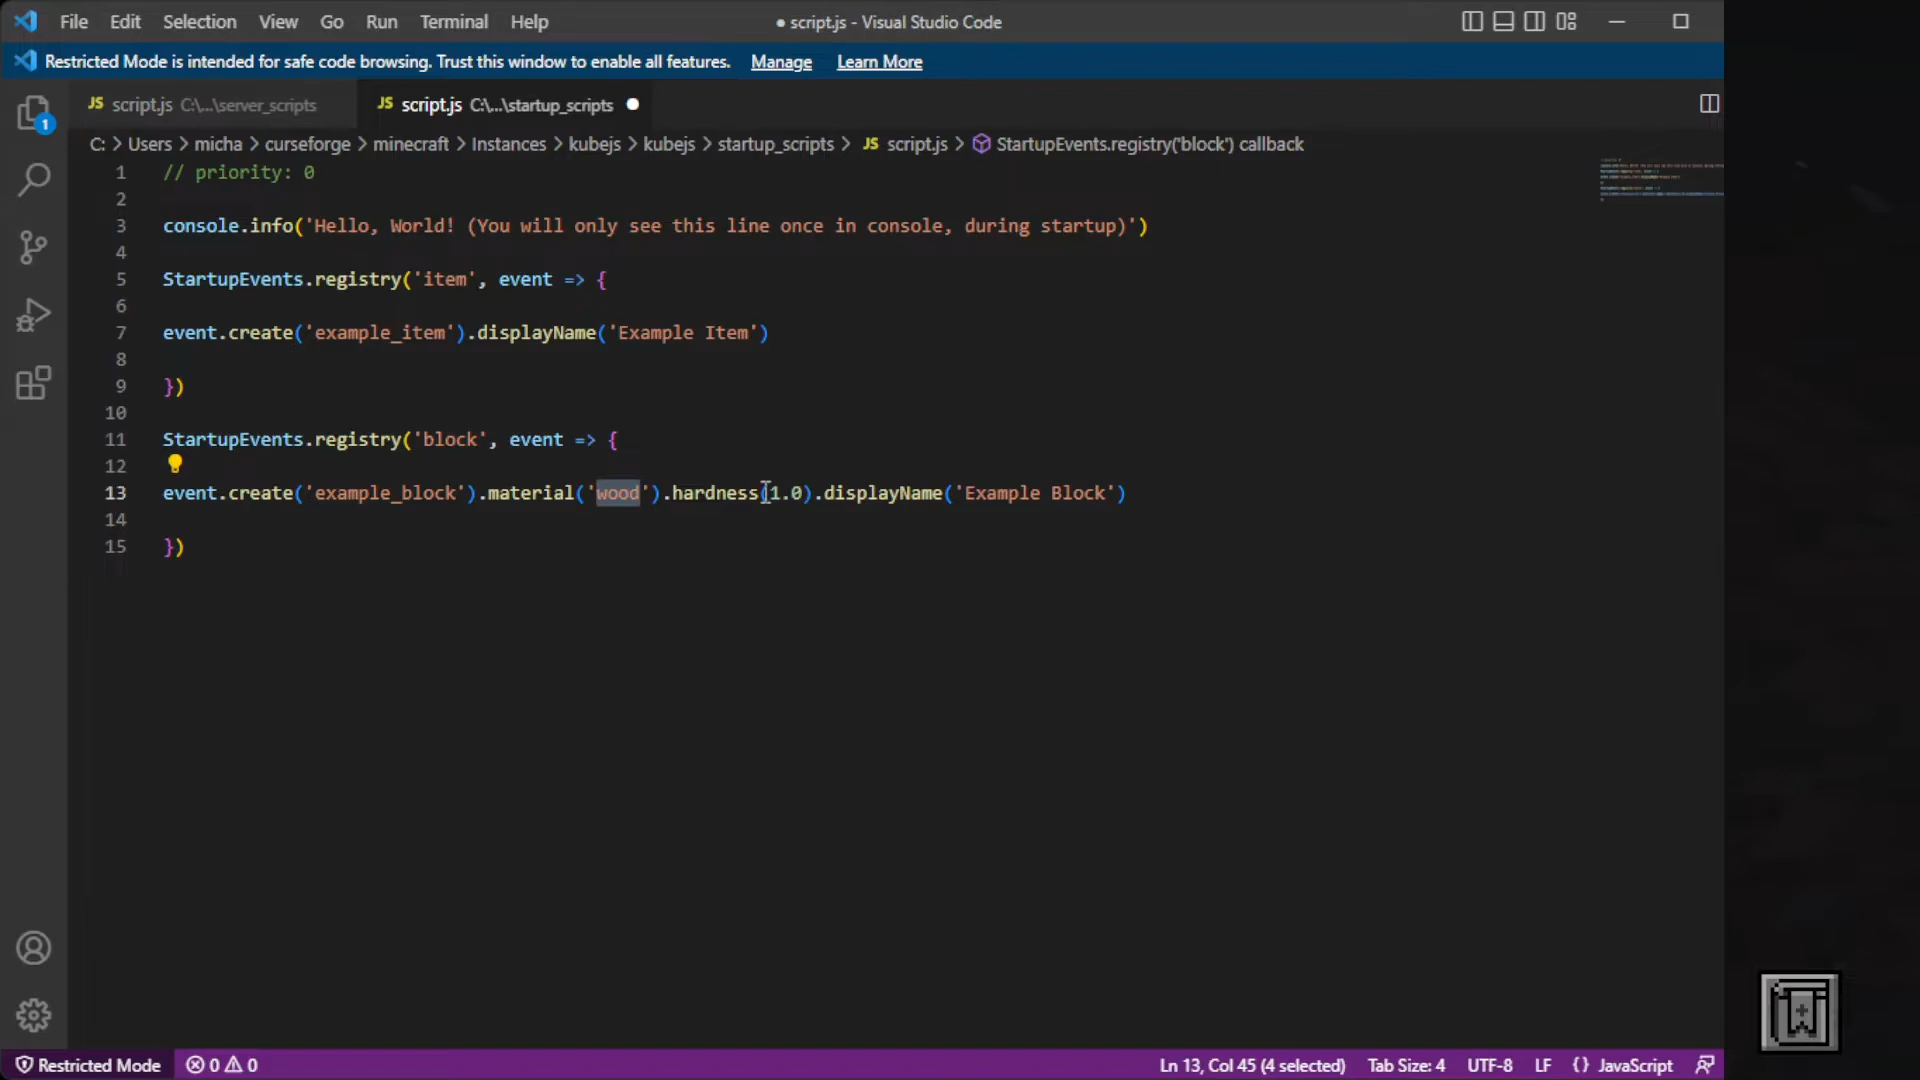 File Edit Selection View Go Run Terminal Help
● script.js - Visual Studio Code
Restricted Mode is intended for safe code browsing. Trust this window to enable all features. Manage Learn More
JS script.js C:\...\server_scripts
JS script.js C:\...\startup_scripts ●
1
C: > Users > micha > curseforge > minecraft > Instances > kubejs > kubejs > startup_scripts > JS script.js > StartupEvents.registry('block') callback
1 // priority: 0
2
3 console.info('Hello, World! (You will only see this line once in console, during startup)')
4
5 StartupEvents.registry('item', event => {
6
7 event.create('example_item').displayName('Example Item')
8
9 })
10
11 StartupEvents.registry('block', event => {
12
13 event.create('example_block').material('wood').hardness(1.0).displayName('Example Block')
14
15 })
Restricted Mode 0 0 Ln 13, Col 45 (4 selected) Tab Size: 4 UTF-8 LF {} JavaScript